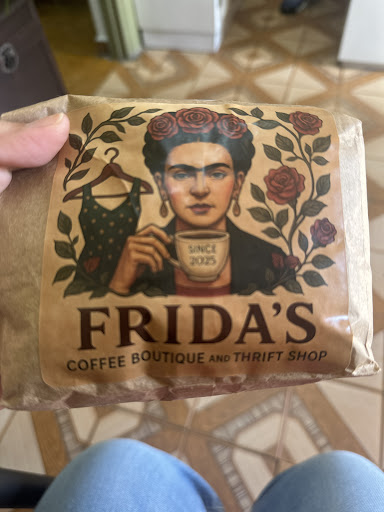 SINCE
2025
FRIDA'S
COFFEE BOUTIQUE AND THRIFT SHOP